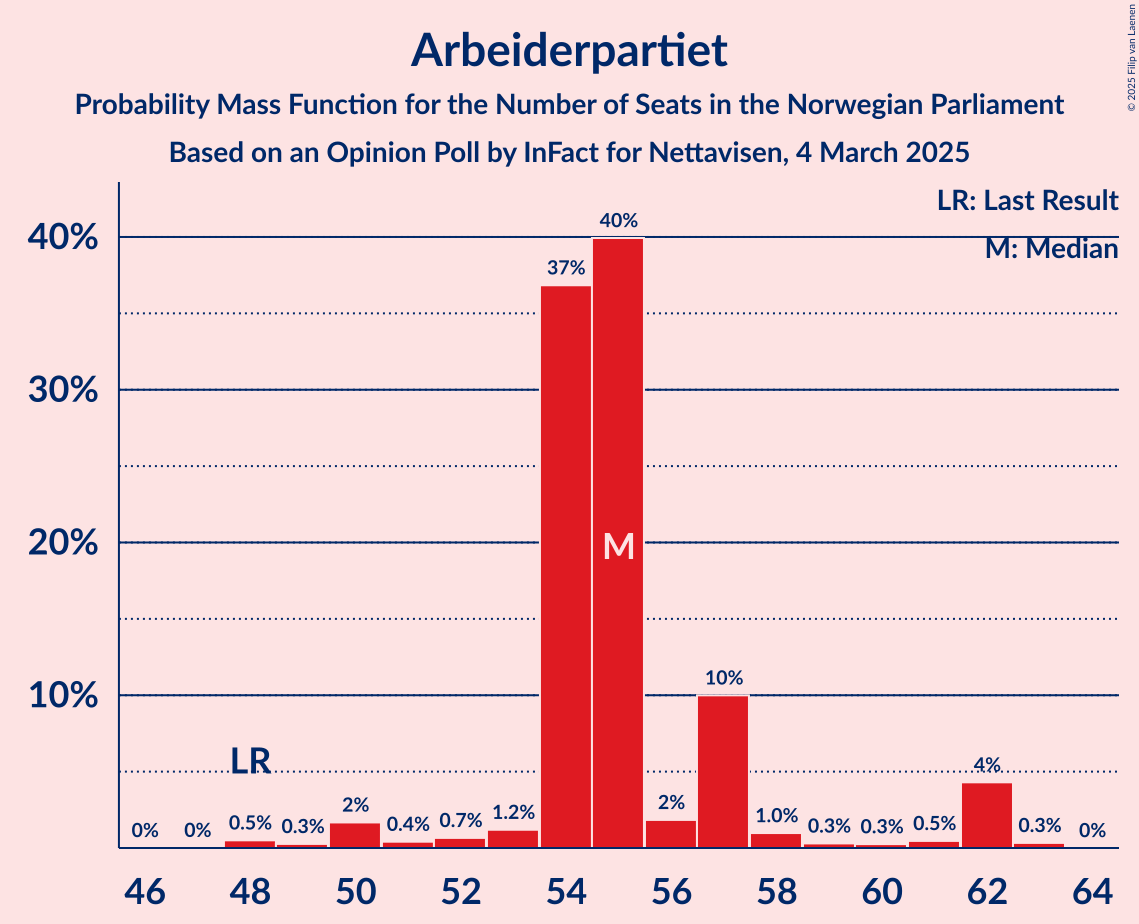 Arbeiderpartiet
Probability Mass Function for the Number of Seats in the Norwegian Parliament
Based on an Opinion Poll by InFact for Nettavisen, 4 March 2025
© 2025 Filip van Laenen
LR: Last Result
M: Median
40%
30%
20%
10%
0% 0% 0.5% 0.3% 2% 0.4% 0.7% 1.2% 37% 40% 2% 10% 1.0% 0.3% 0.3% 0.5% 4% 0.3% 0%
LR
M
46 48 50 52 54 56 58 60 62 64